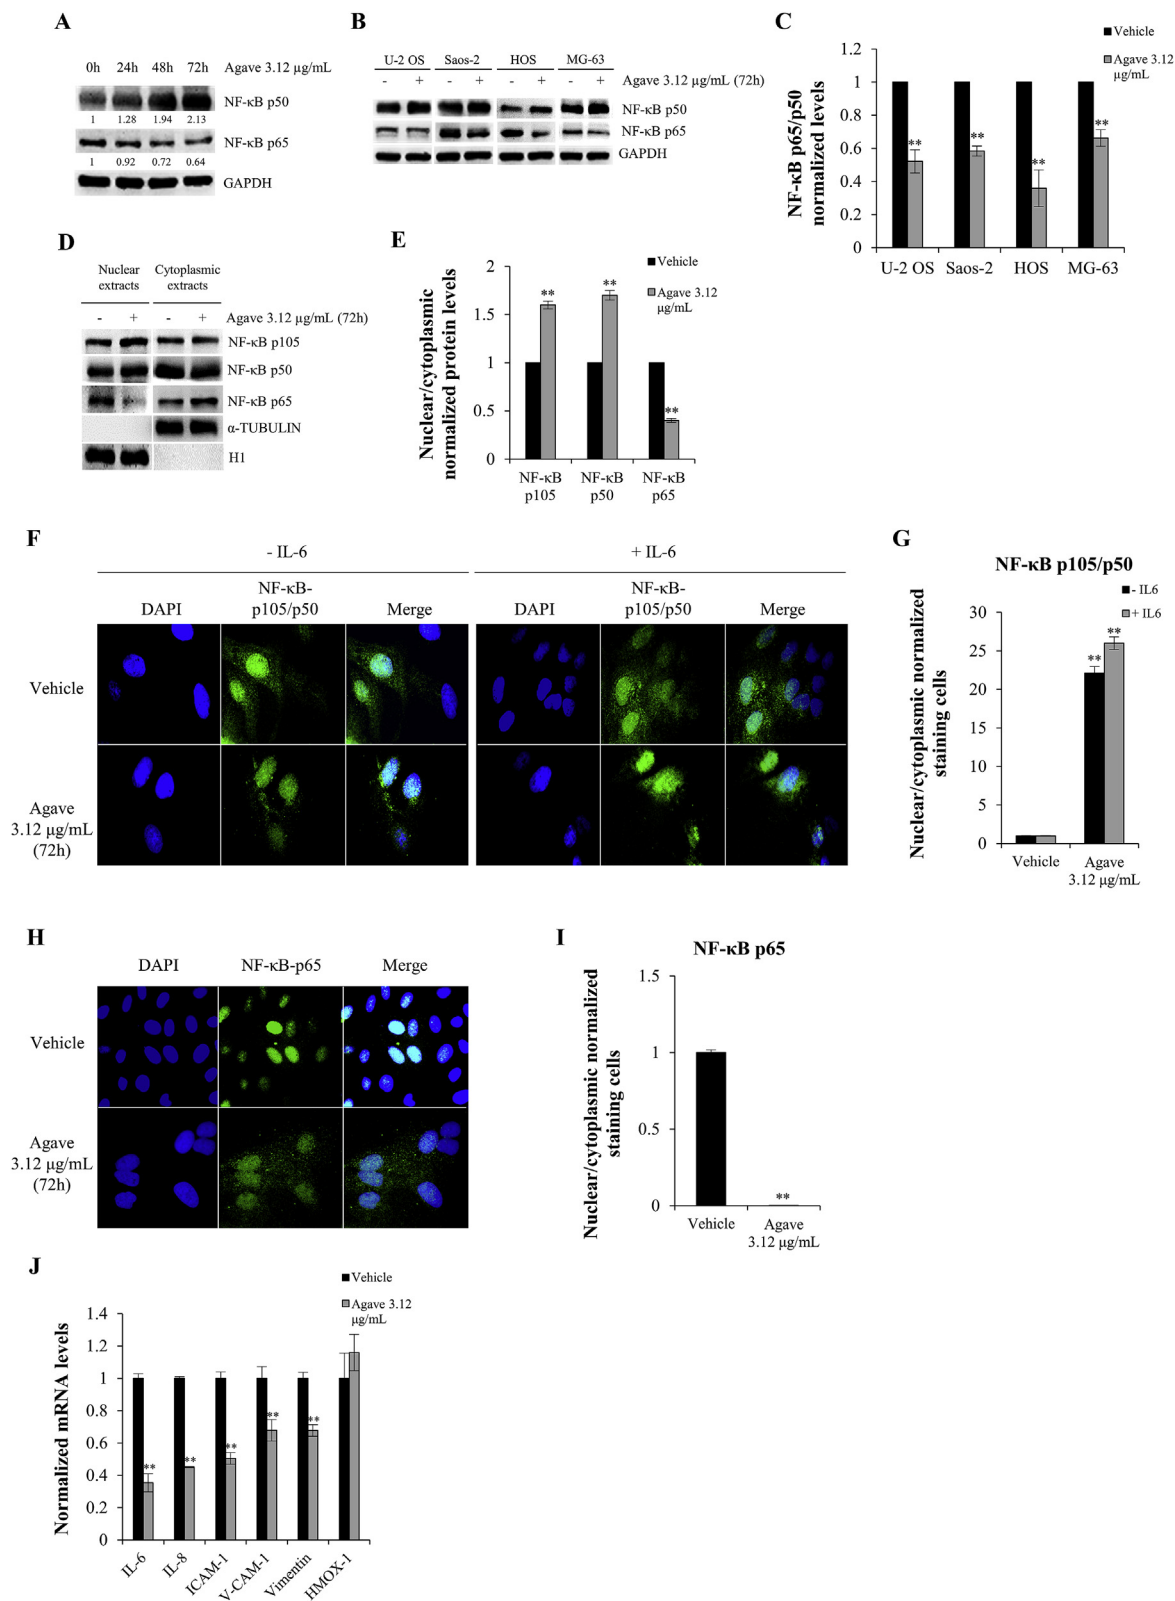 A
0h 24h 48h 72h Agave 3.12 µg/mL
NF-κB p50
1 1.28 1.94 2.13
NF-κB p65
1 0.92 0.72 0.64
GAPDH
B
U-2 OS Saos-2 HOS MG-63
- + - + - + - + Agave 3.12 µg/mL (72h)
NF-κB p50
NF-κB p65
GAPDH
C
Vehicle
Agave 3.12
µg/mL
NF-κB p65/p50
normalized levels
1.2
1
0.8
0.6
0.4
0.2
0
** ** ** **
U-2 OS Saos-2 HOS MG-63
D
Nuclear Cytoplasmic
extracts extracts
- + - + Agave 3.12 µg/mL (72h)
NF-κB p105
NF-κB p50
NF-κB p65
α-TUBULIN
H1
E
Vehicle
Agave 3.12
µg/mL
Nuclear/cytoplasmic
normalized protein levels
2
1.5
1
0.5
0
** ** **
NF-κB NF-κB NF-κB
p105 p50 p65
F
- IL-6 + IL-6
NF-κB- NF-κB-
DAPI p105/p50 Merge DAPI p105/p50 Merge
Vehicle
Agave
3.12 µg/mL
(72h)
G
NF-κB p105/p50
- IL6
+ IL6
Nuclear/cytoplasmic normalized
staining cells
30
25
20
15
10
5
0
** **
Vehicle Agave
3.12 µg/mL
H
DAPI NF-κB-p65 Merge
Vehicle
Agave
3.12 µg/mL
(72h)
I
NF-κB p65
Nuclear/cytoplasmic normalized
staining cells
1.5
1
0.5
0
**
Vehicle Agave
3.12 µg/mL
J
Vehicle
Agave 3.12
µg/mL
Normalized mRNA levels
1.4
1.2
1
0.8
0.6
0.4
0.2
0
** ** ** ** **
IL-6 IL-8 ICAM-1 V-CAM-1 Vimentin HMOX-1